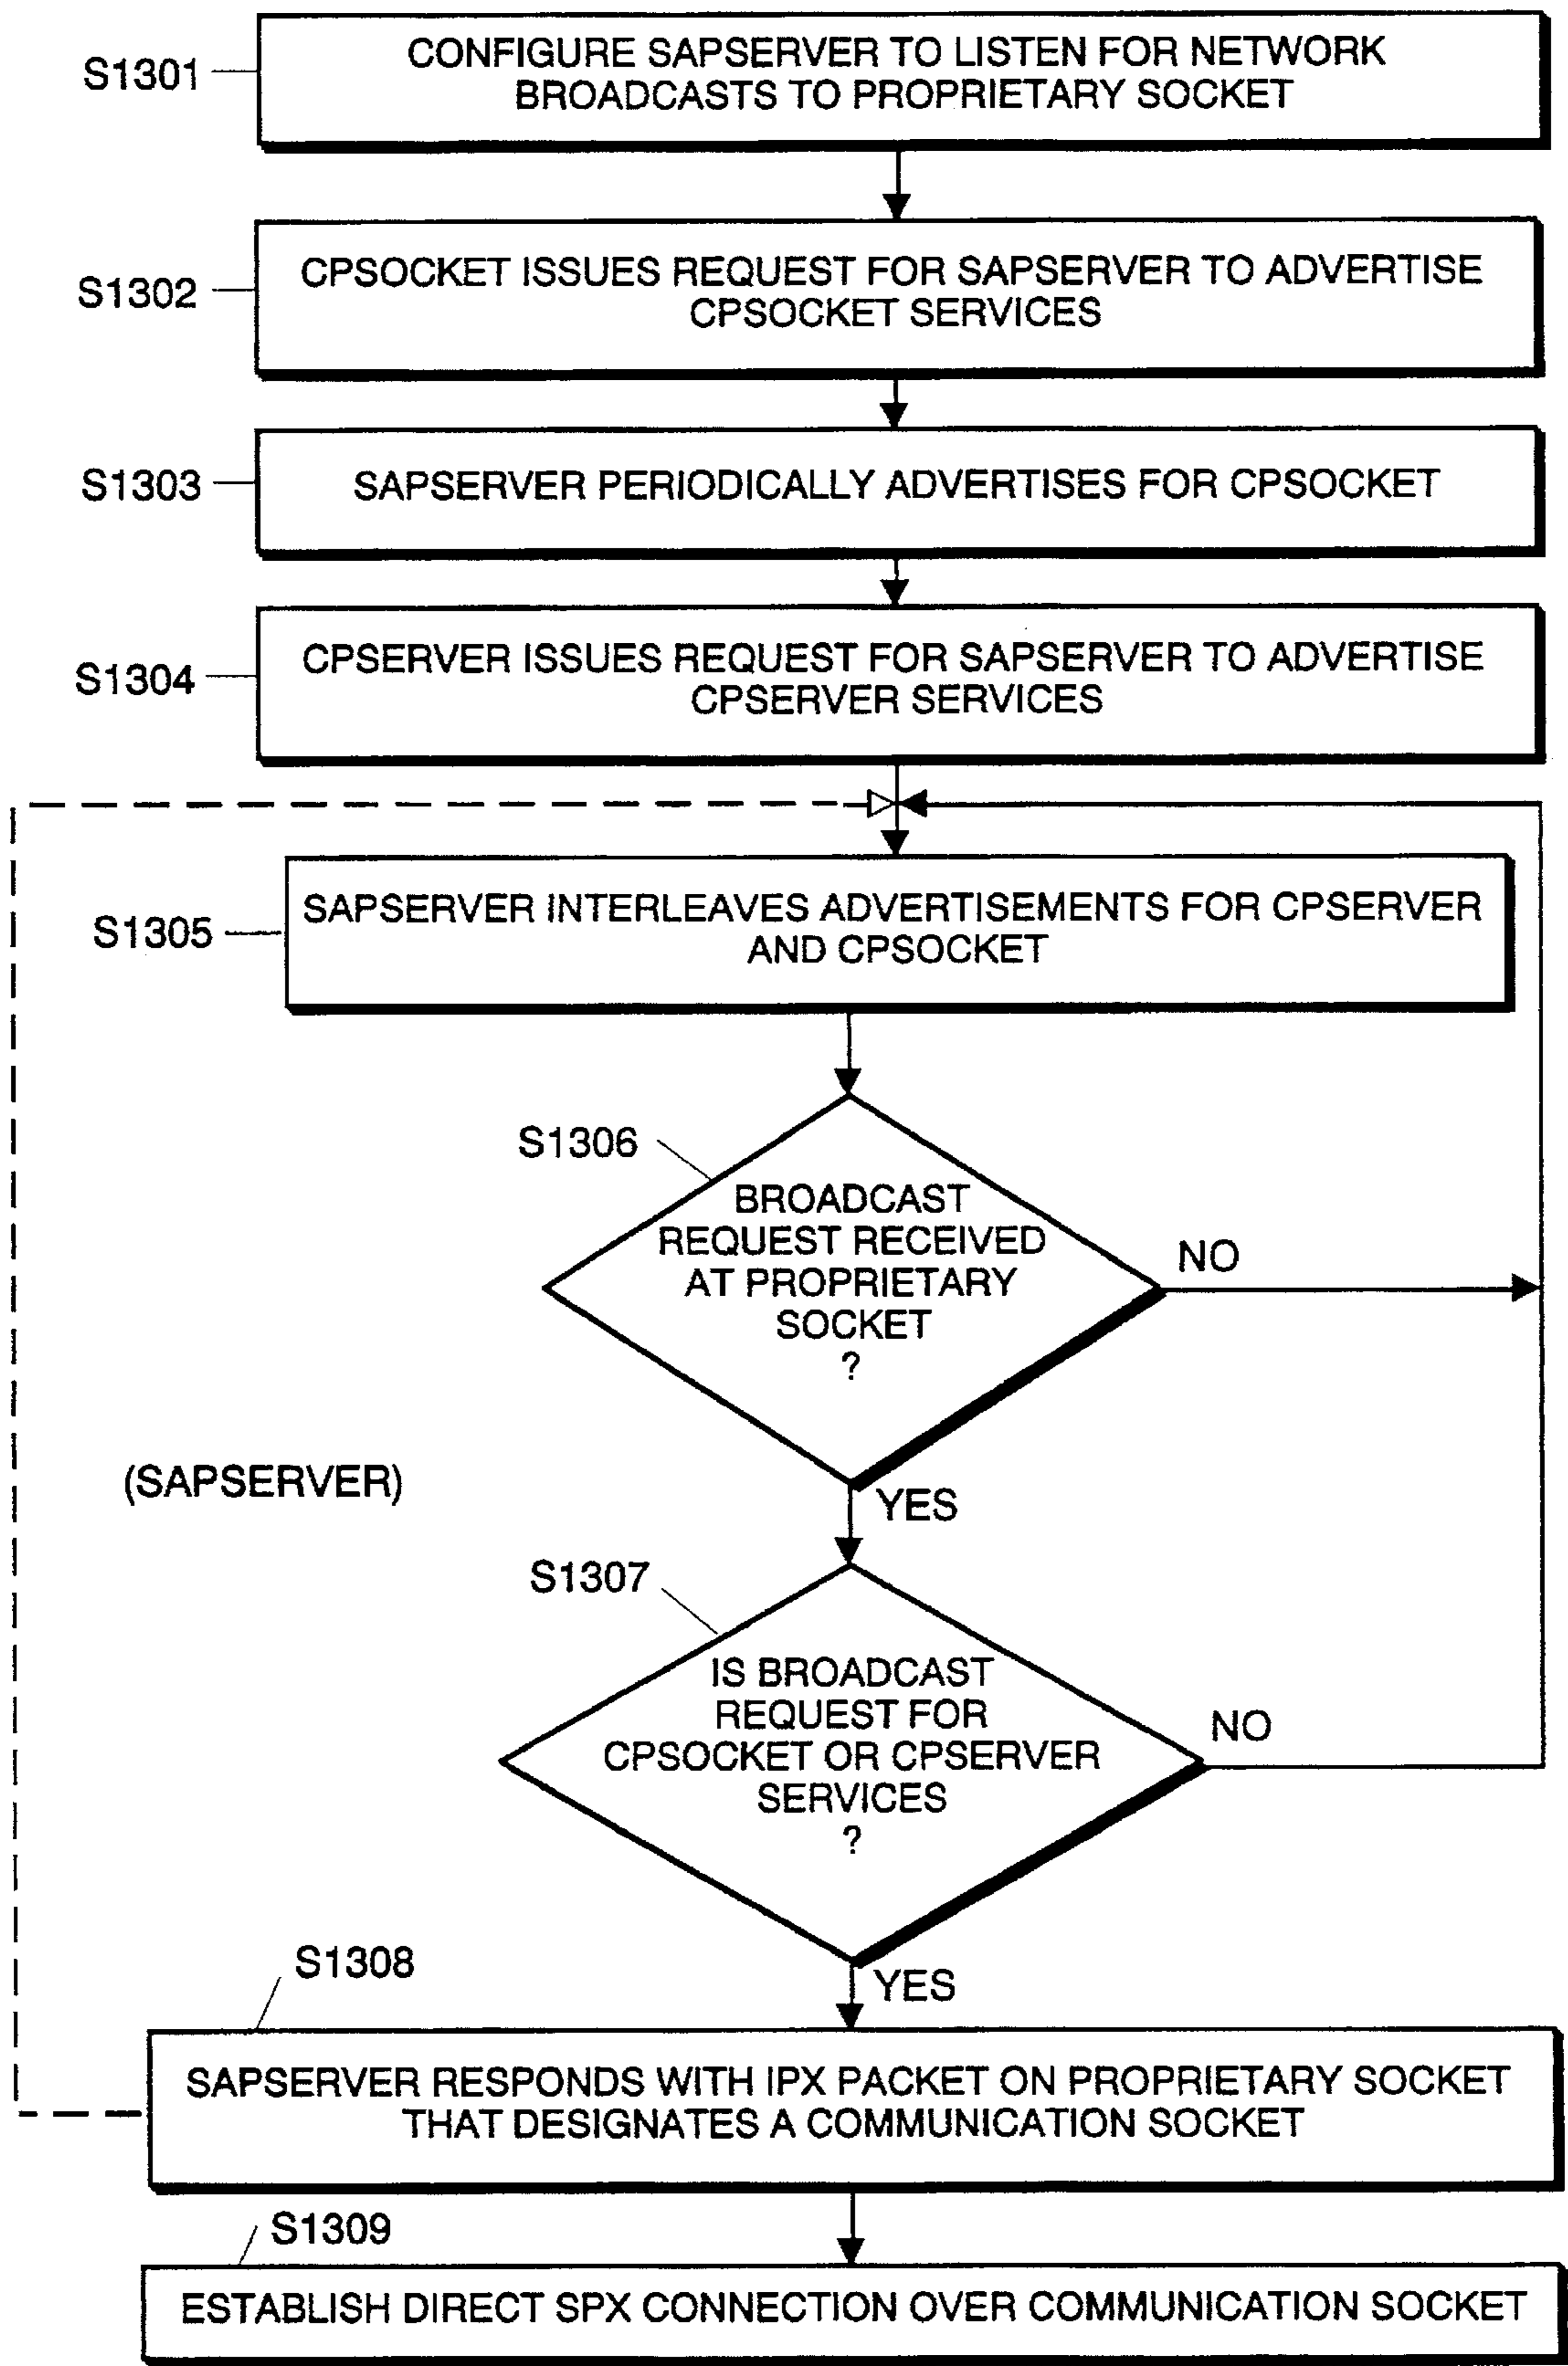 S1301
CONFIGURE SAPSERVER TO LISTEN FOR NETWORK
BROADCASTS TO PROPRIETARY SOCKET
S1302
CPSOCKET ISSUES REQUEST FOR SAPSERVER TO ADVERTISE
CPSOCKET SERVICES
S1303
SAPSERVER PERIODICALLY ADVERTISES FOR CPSOCKET
S1304
CPSERVER ISSUES REQUEST FOR SAPSERVER TO ADVERTISE
CPSERVER SERVICES
S1305
SAPSERVER INTERLEAVES ADVERTISEMENTS FOR CPSERVER
AND CPSOCKET
S1306
BROADCAST
REQUEST RECEIVED
AT PROPRIETARY
SOCKET
?
NO
(SAPSERVER)
YES
S1307
IS BROADCAST
REQUEST FOR
CPSOCKET OR CPSERVER
SERVICES
?
NO
YES
S1308
SAPSERVER RESPONDS WITH IPX PACKET ON PROPRIETARY SOCKET
THAT DESIGNATES A COMMUNICATION SOCKET
S1309
ESTABLISH DIRECT SPX CONNECTION OVER COMMUNICATION SOCKET